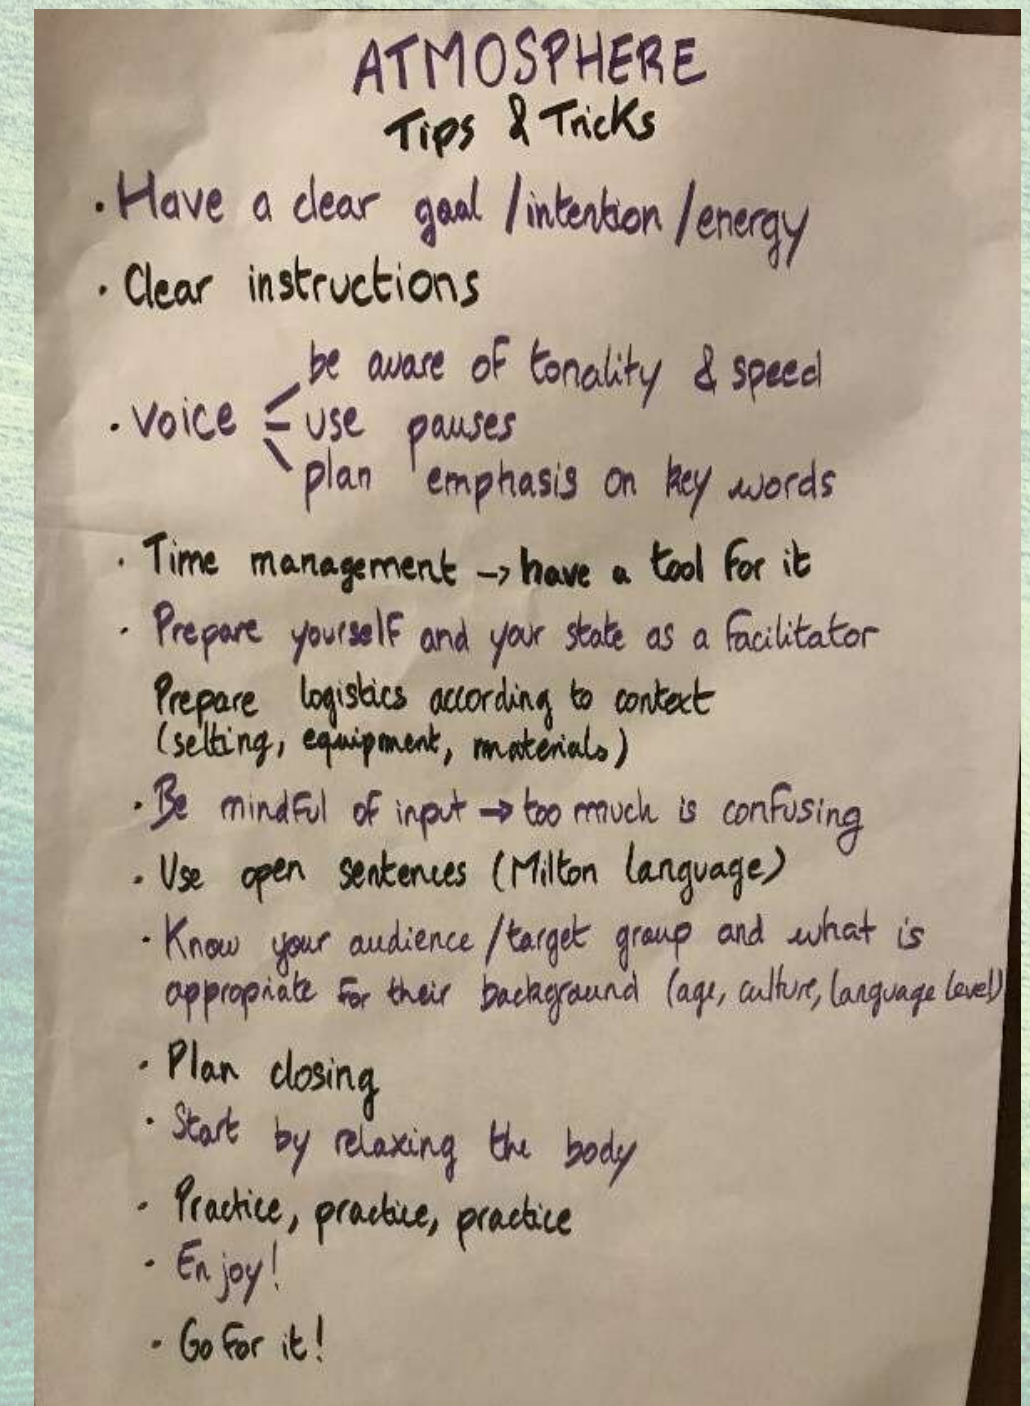 ATMOSPHERE
Tips & Tricks
· Have a clear goal /intention /energy
· Clear instructions
be aware of tonality & speed
· Voice use pauses
plan emphasis on key words
· Time management → have a tool for it
· Prepare yourself and your state as a facilitator
Prepare logistics according to context
(setting, equipment, materials)
· Be mindful of input → too much is confusing
· Use open sentences (Milton language)
· Know your audience /target group and what is
appropriate for their background (age, culture, language level)
· Plan closing
· Start by relaxing the body
· Practice, practice, practice
· Enjoy!
· Go for it!